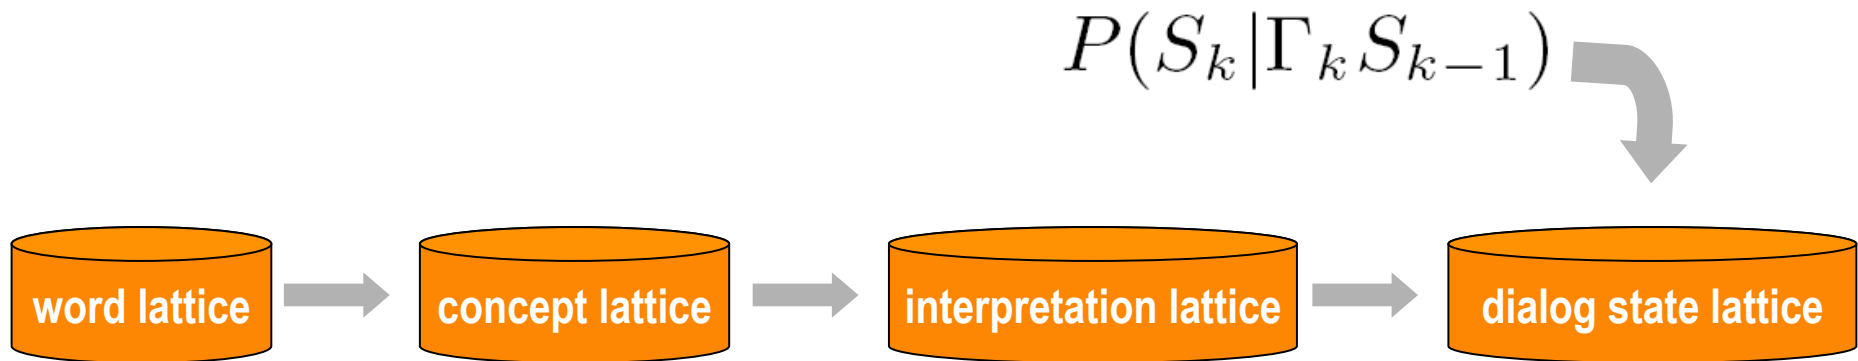 P(S_k|Γ_k S_{k−1})
word lattice
concept lattice
interpretation lattice
dialog state lattice